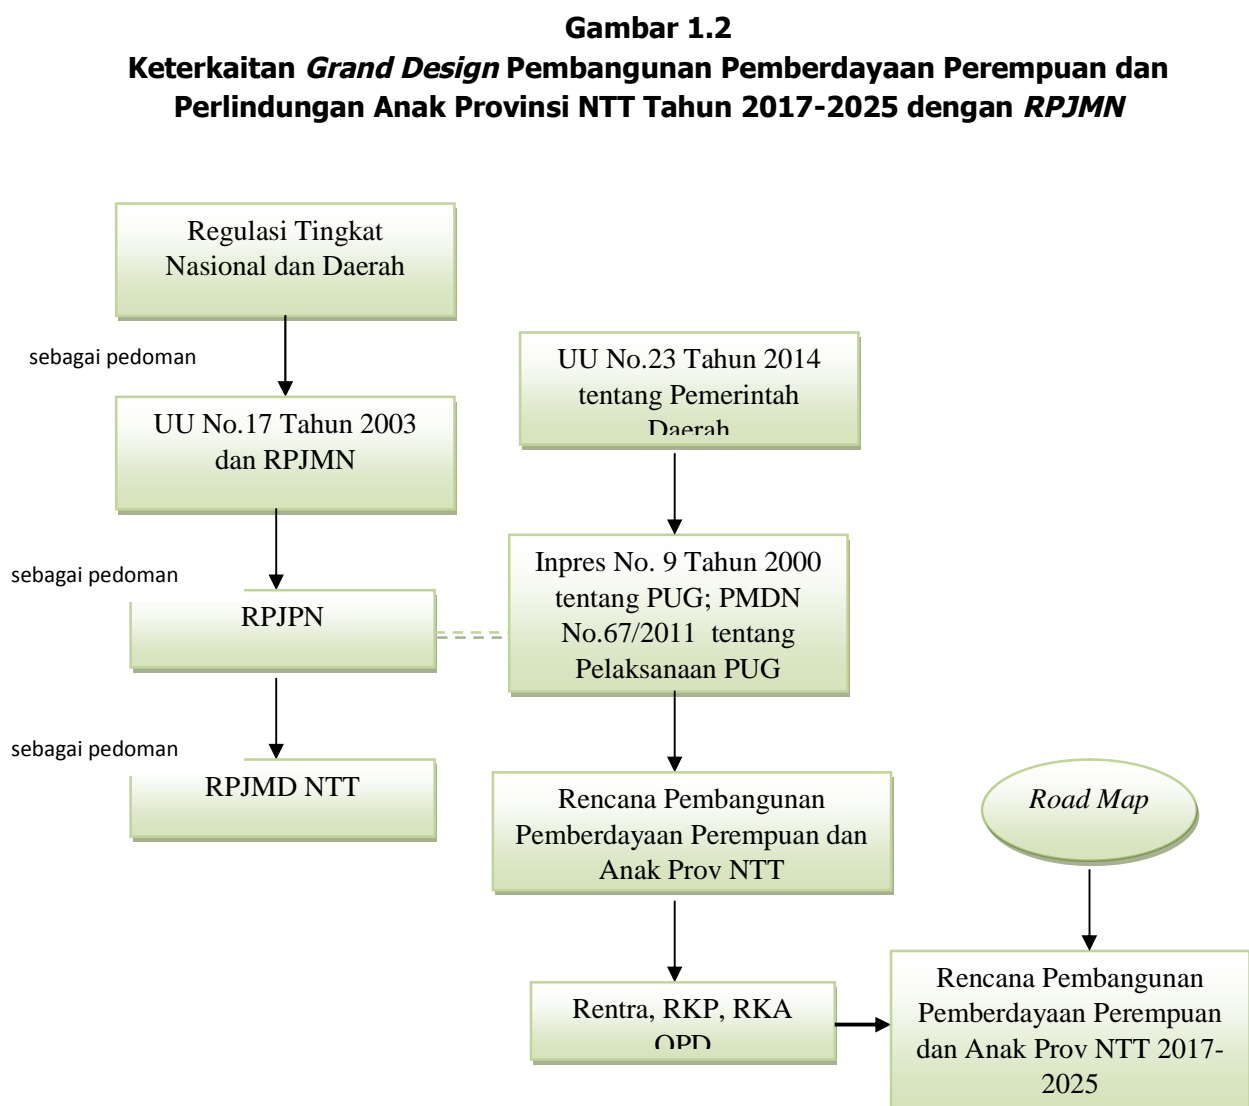 Gambar 1.2
Keterkaitan Grand Design Pembangunan Pemberdayaan Perempuan dan
Perlindungan Anak Provinsi NTT Tahun 2017-2025 dengan RPJMN
Regulasi Tingkat
Nasional dan Daerah
sebagai pedoman
UU No.17 Tahun 2003
dan RPJMN
sebagai pedoman
RPJPN
sebagai pedoman
RPJMD NTT
UU No.23 Tahun 2014
tentang Pemerintah
Daerah
Inpres No. 9 Tahun 2000
tentang PUG; PMDN
No.67/2011 tentang
Pelaksanaan PUG
Rencana Pembangunan
Pemberdayaan Perempuan dan
Anak Prov NTT
Rentra, RKP, RKA
OPD
Road Map
Rencana Pembangunan
Pemberdayaan Perempuan
dan Anak Prov NTT 2017-
2025